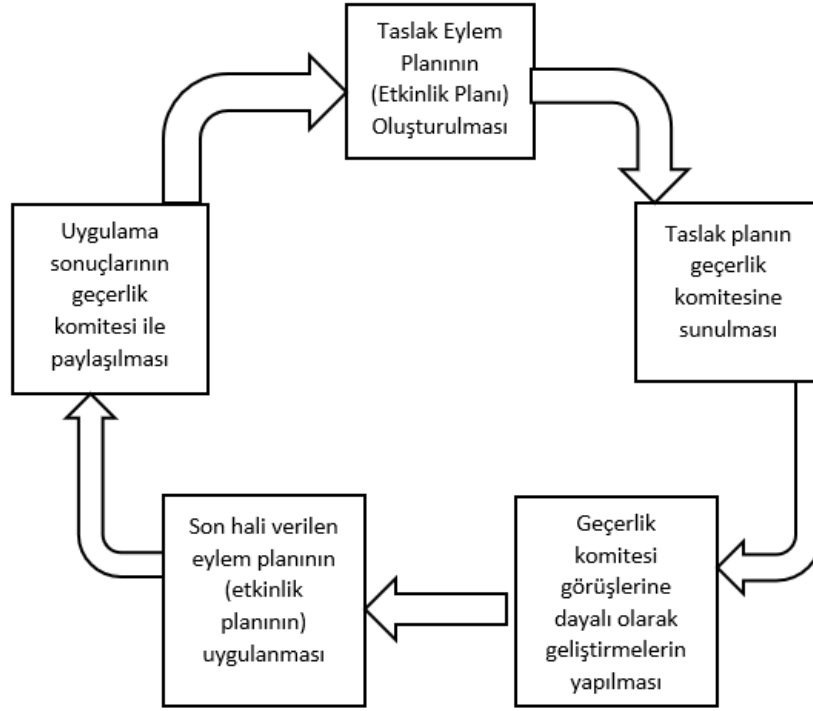 Taslak Eylem
Planının
(Etkinlik Planı)
Oluşturulması
Taslak planın
geçerlik
komitesine
sunulması
Geçerlik
komitesi
görüşlerine
dayalı olarak
geliştirmelerin
yapılması
Son hali verilen
eylem planının
(etkinlik
planının)
uygulanması
Uygulama
sonuçlarının
geçerlik
komitesi ile
paylaşılması